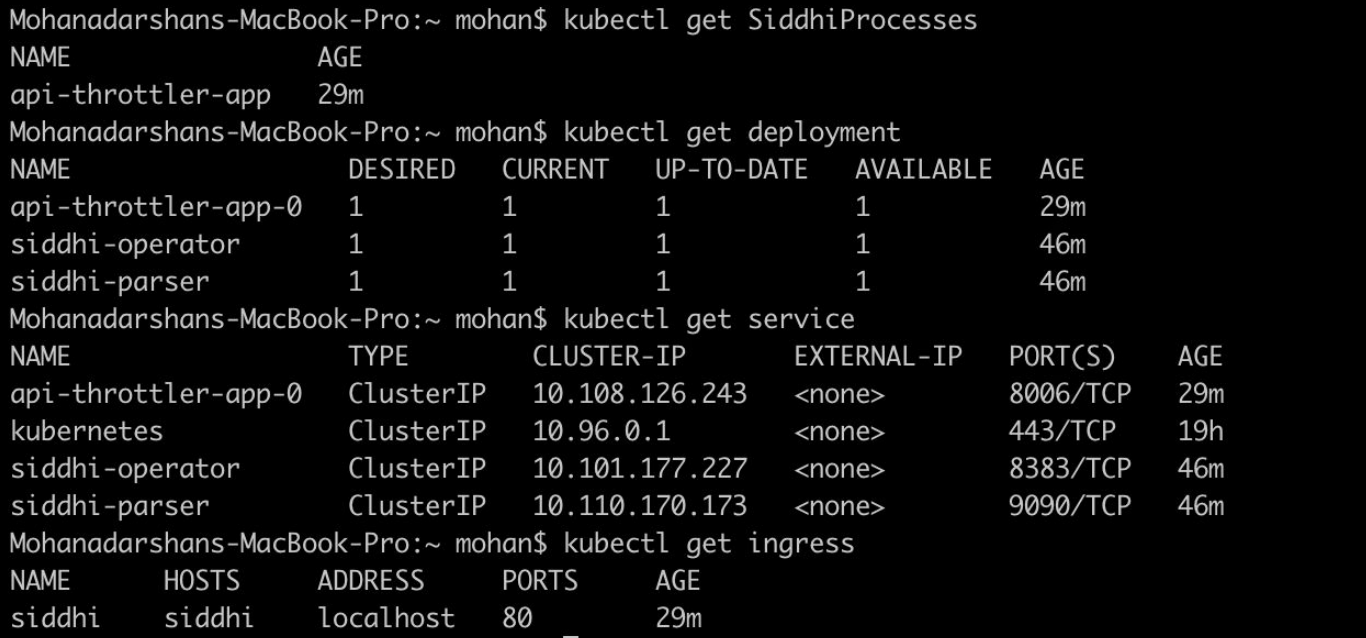 Mohanadarshans-MacBook-Pro:~ mohan$ kubectl get SiddhiProcesses
NAME                AGE
api-throttler-app   29m
Mohanadarshans-MacBook-Pro:~ mohan$ kubectl get deployment
NAME                  DESIRED   CURRENT   UP-TO-DATE   AVAILABLE   AGE
api-throttler-app-0   1         1         1            1           29m
siddhi-operator       1         1         1            1           46m
siddhi-parser         1         1         1            1           46m
Mohanadarshans-MacBook-Pro:~ mohan$ kubectl get service
NAME                  TYPE        CLUSTER-IP       EXTERNAL-IP   PORT(S)    AGE
api-throttler-app-0   ClusterIP   10.108.126.243   <none>        8006/TCP   29m
kubernetes            ClusterIP   10.96.0.1        <none>        443/TCP    19h
siddhi-operator       ClusterIP   10.101.177.227   <none>        8383/TCP   46m
siddhi-parser         ClusterIP   10.110.170.173   <none>        9090/TCP   46m
Mohanadarshans-MacBook-Pro:~ mohan$ kubectl get ingress
NAME      HOSTS     ADDRESS     PORTS     AGE
siddhi    siddhi    localhost   80        29m